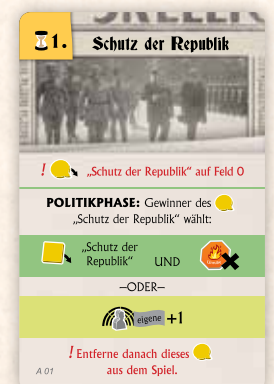 1.
Schutz der Republik
! „Schutz der Republik“ auf Feld 0
POLITIKPHASE: Gewinner des
„Schutz der Republik“ wählt:
„Schutz der
Republik“ UND
—ODER—
eigene +1
! Entferne danach dieses
aus dem Spiel.
A 01